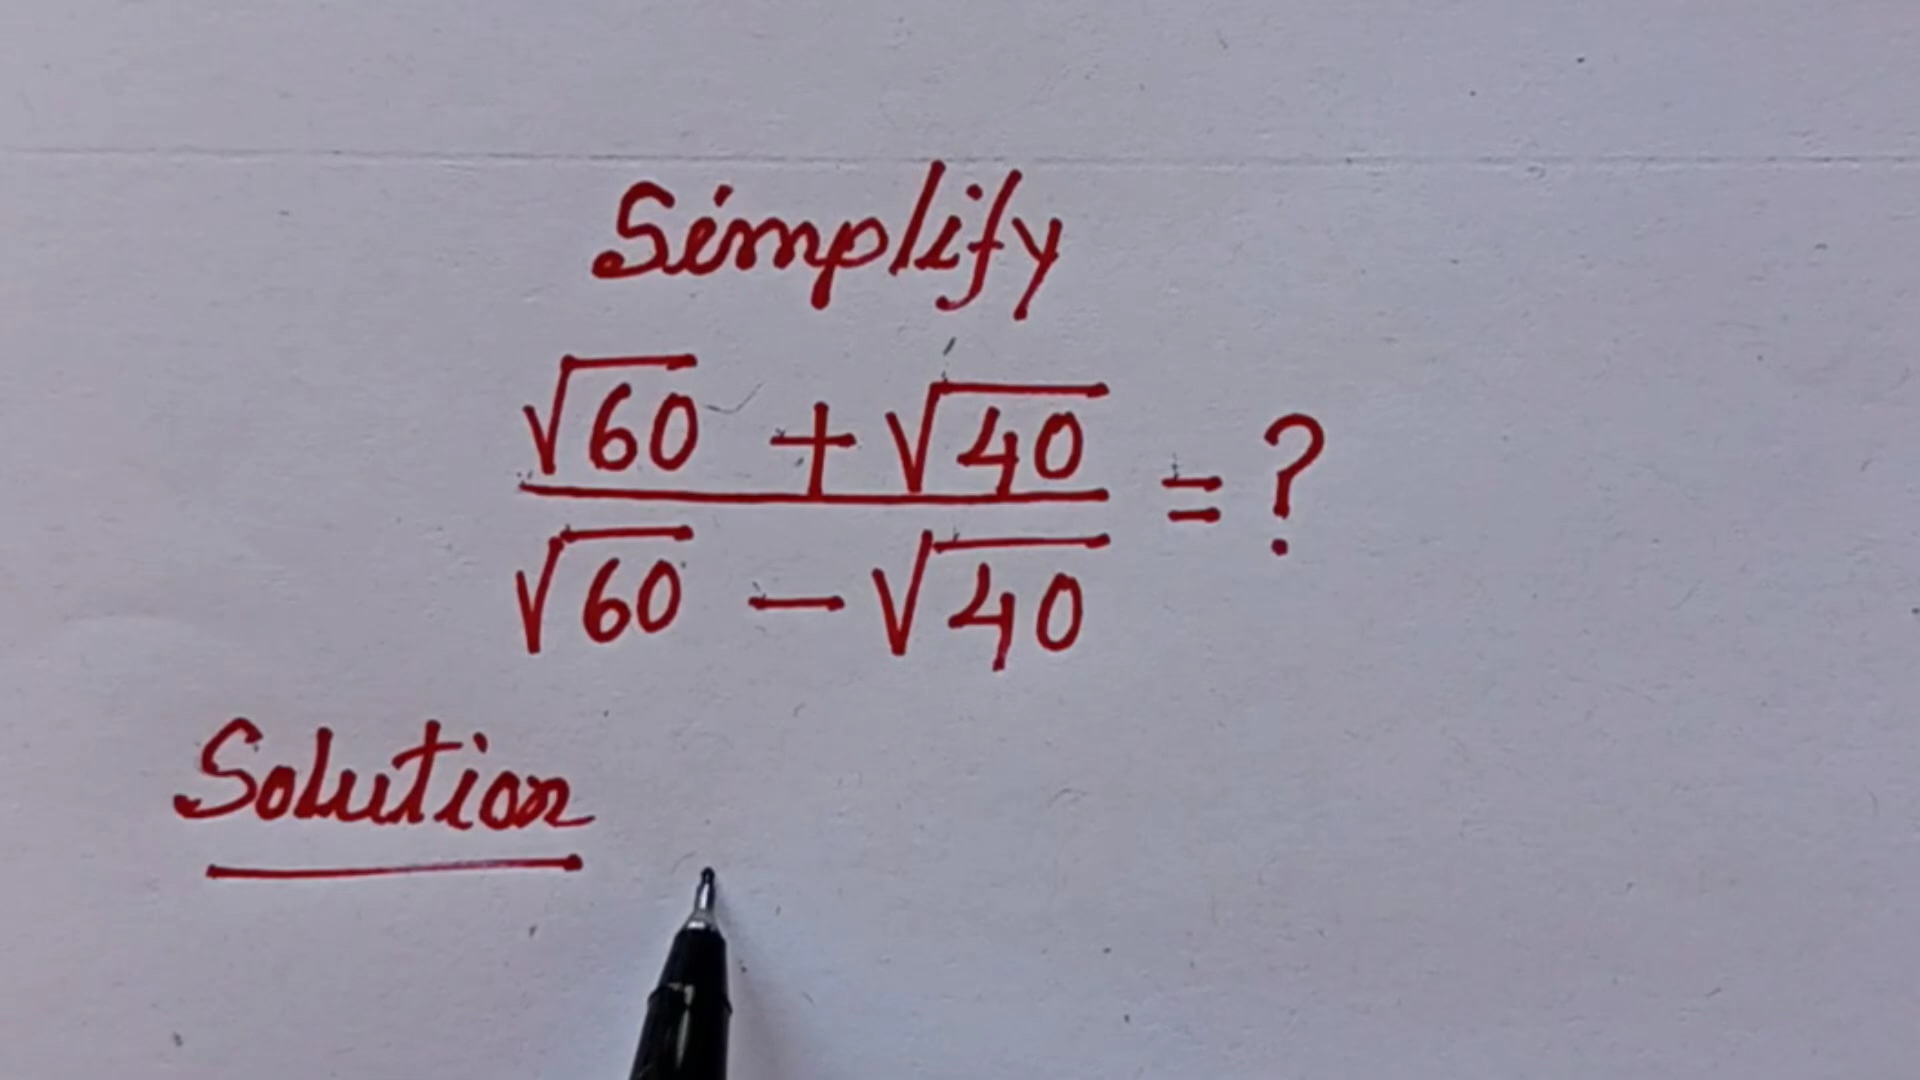 Simplify
√60 + √40
√60 − √40
= ?
Solution